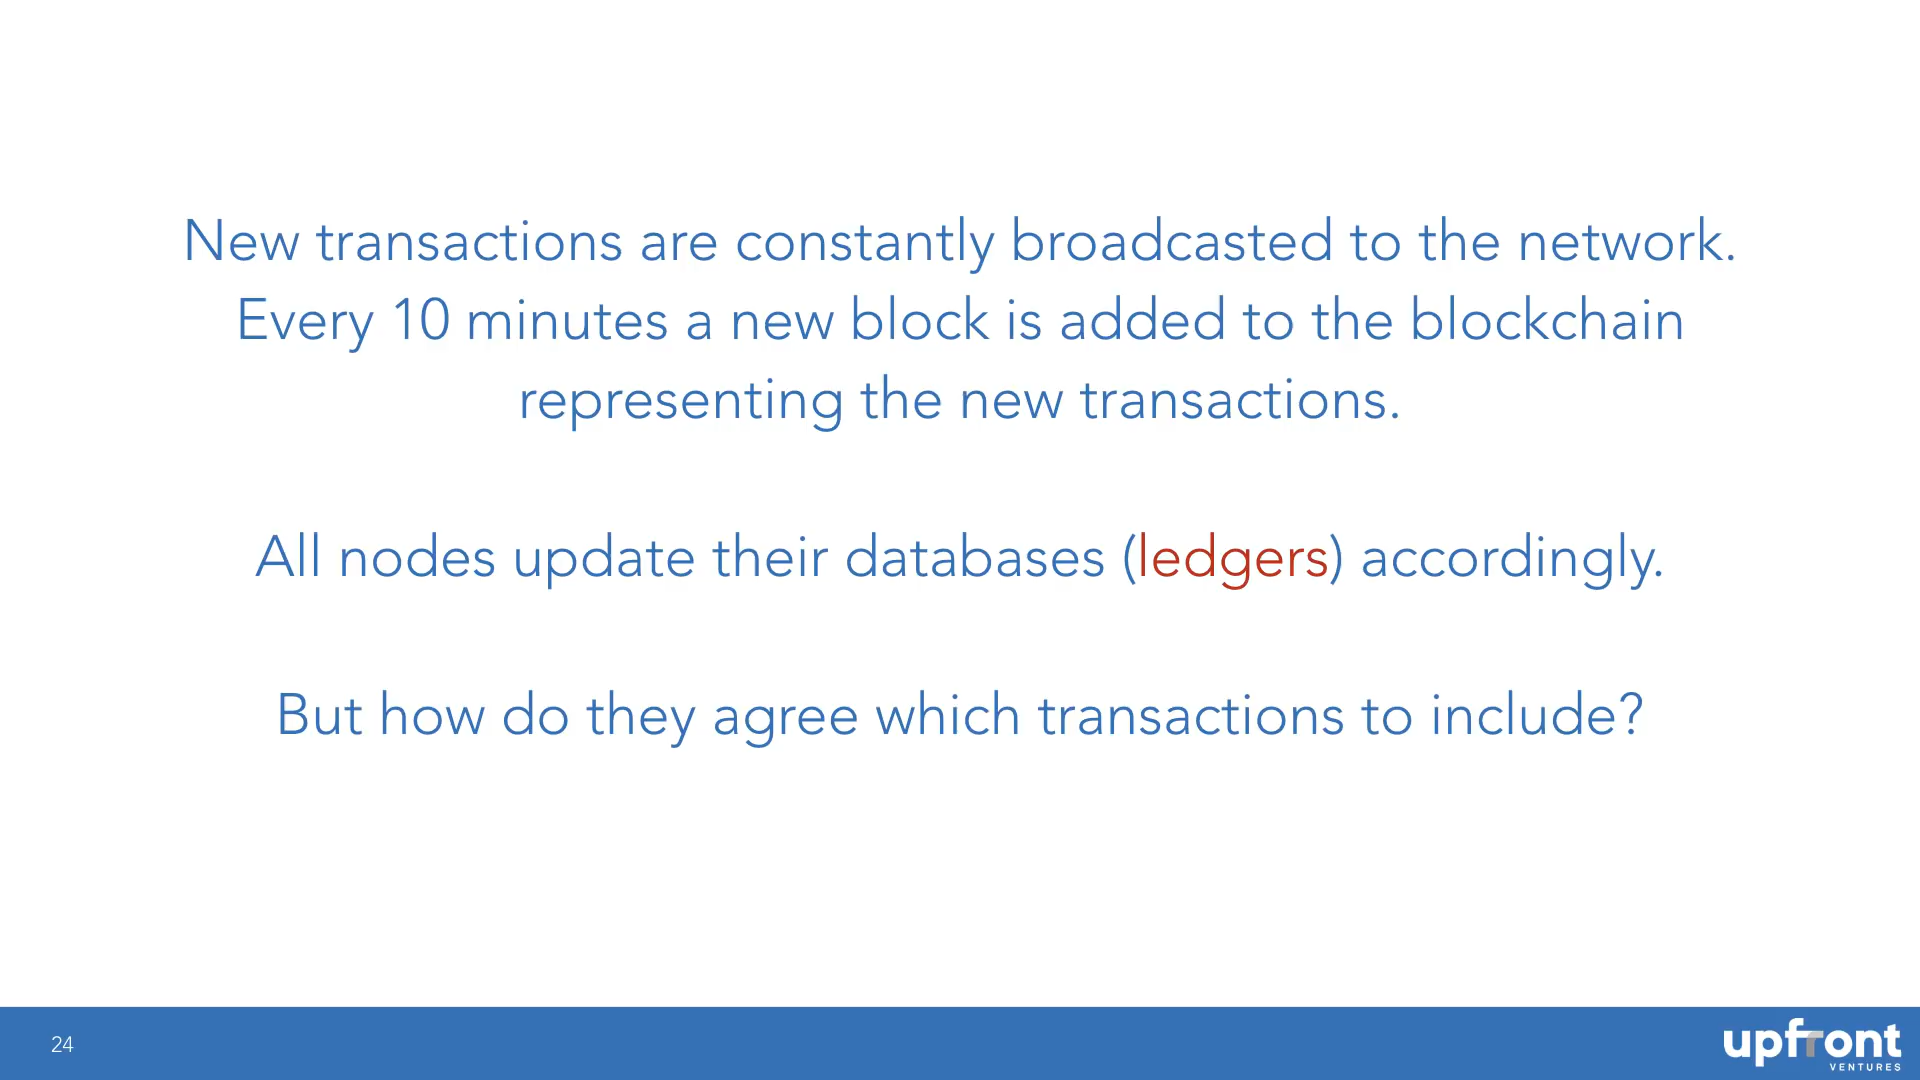 New transactions are constantly broadcasted to the network.
Every 10 minutes a new block is added to the blockchain
representing the new transactions.
All nodes update their databases (ledgers) accordingly.
But how do they agree which transactions to include?
24
upfront
VENTURES